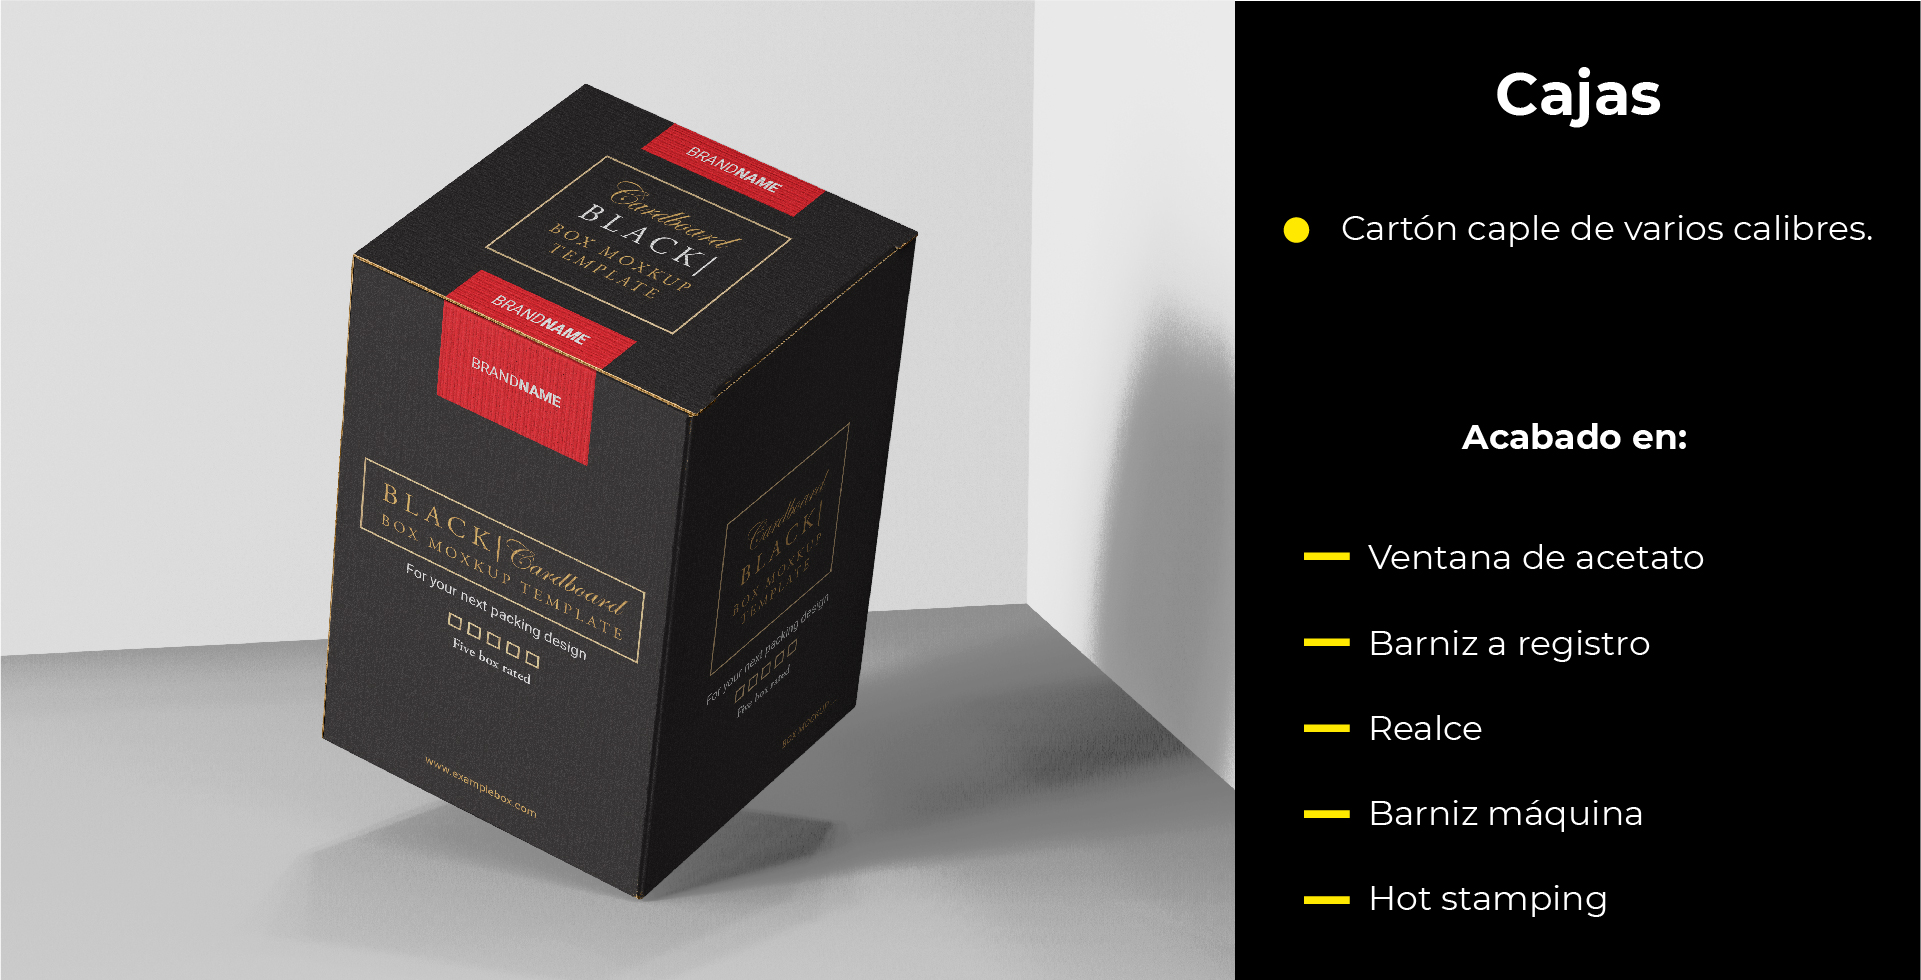 BRANDNAME
Cardboard
BLACK|
BOX MOXKUP
TEMPLATE
BRANDNAME
BRANDNAME
BLACK|Cardboard
BOX MOXKUP TEMPLATE
For your next packing design
Five box rated
www.examplebox.com
Cardboard
BLACK|
BOX MOXKUP
TEMPLATE
For your next packing design
Five box rated
BOX MOCKUP
Cajas
Cartón caple de varios calibres.
Acabado en:
Ventana de acetato
Barniz a registro
Realce
Barniz máquina
Hot stamping